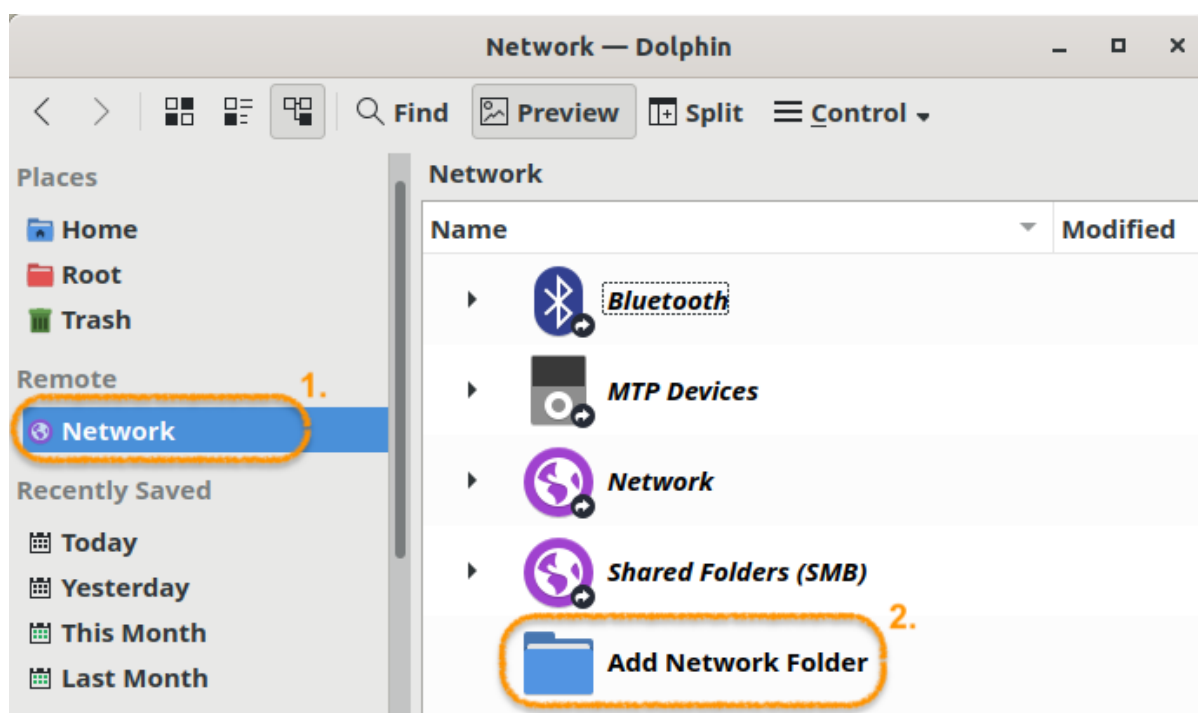 Network — Dolphin
Find Preview Split Control
Places
Home
Root
Trash
Remote
1.
Network
Recently Saved
Today
Yesterday
This Month
Last Month
Network
Name Modified
Bluetooth
MTP Devices
Network
Shared Folders (SMB)
2.
Add Network Folder